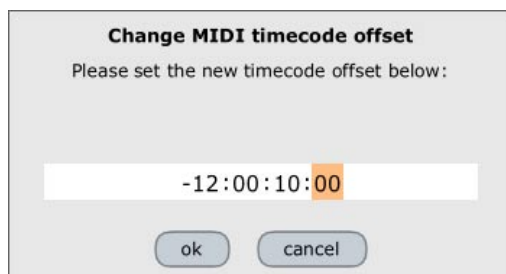 Change MIDI timecode offset
Please set the new timecode offset below:
-12:00:10:00
ok cancel